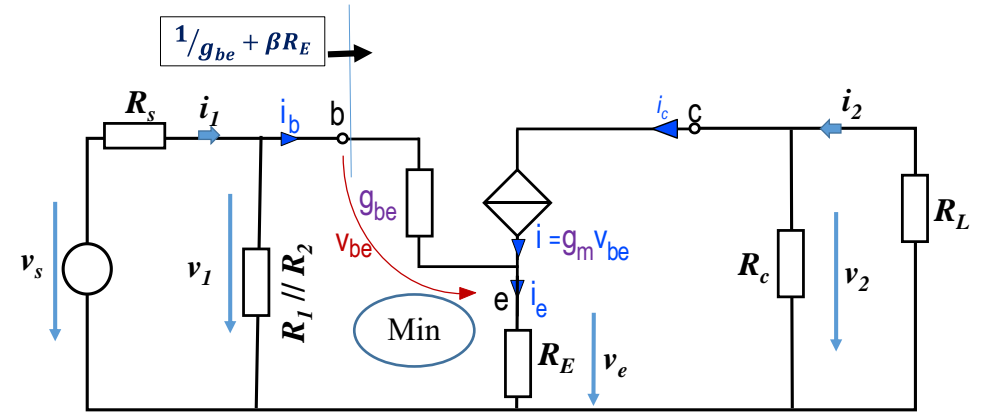 1/g_be + βR_E
R_s
i_1
i_b
b
i_c
c
i_2
g_be
v_be
R_L
v_s
v_1
R_1 // R_2
i =g_m v_be
R_c
v_2
e
i_e
Min
R_E
v_e